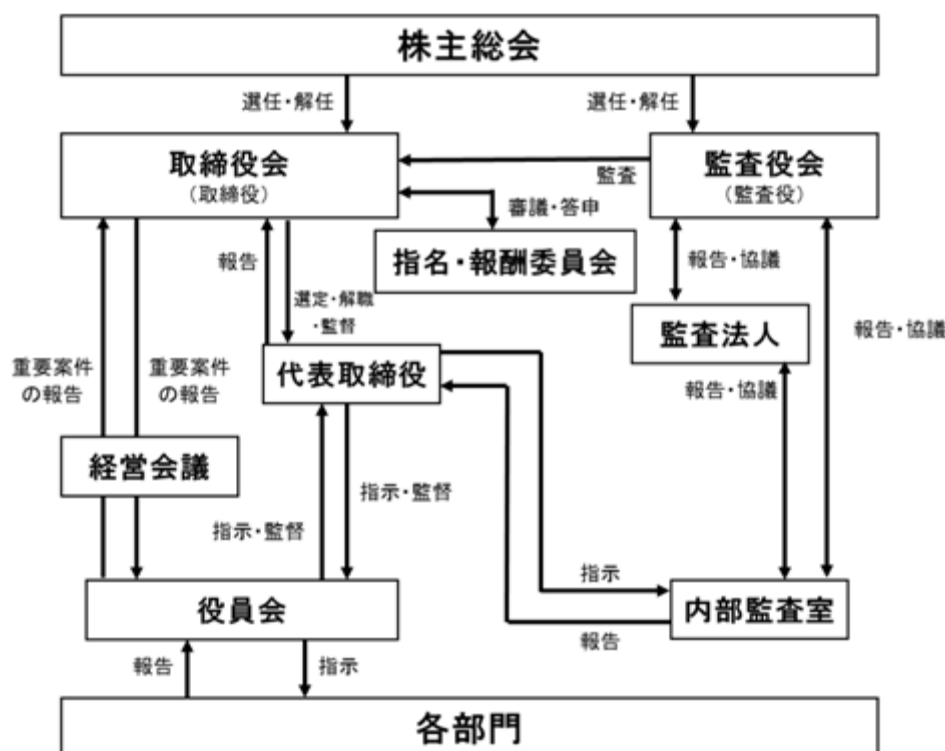 株主総会
選任・解任
選任・解任
取締役会
（取締役）
監査役会
（監査役）
監査
審議・答申
指名・報酬委員会
報告
報告・協議
選定・解職
・監督
監査法人
報告・協議
代表取締役
重要案件
の報告
重要案件
の報告
報告・協議
経営会議
指示・監督
指示・監督
指示
役員会
内部監査室
報告
報告
指示
各部門